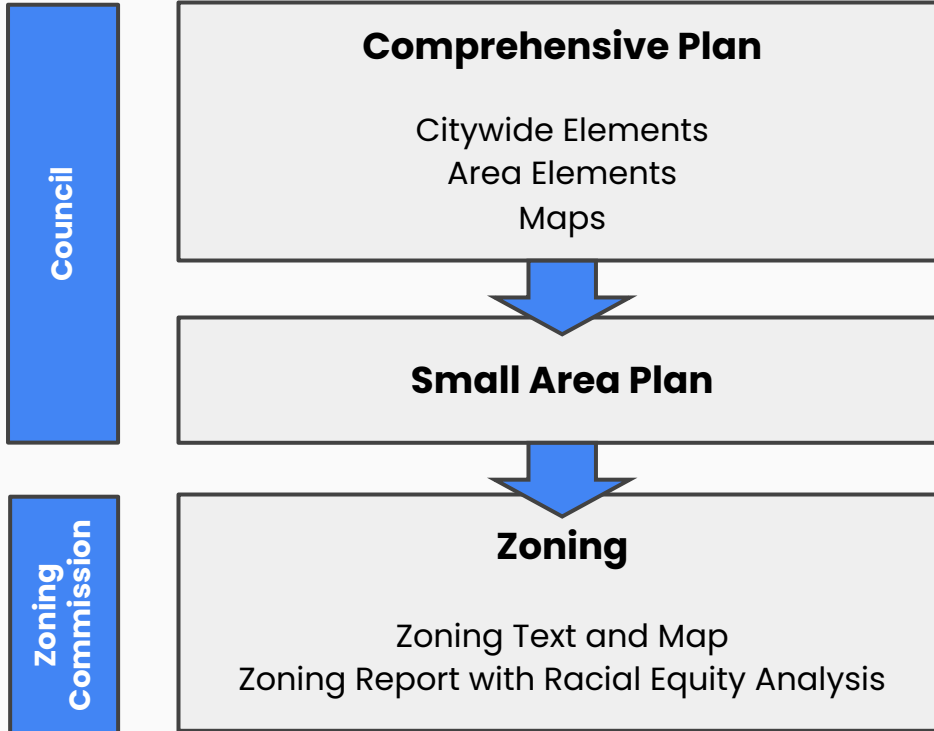 Council
Comprehensive Plan
Citywide Elements
Area Elements
Maps
Small Area Plan
Zoning
Commission
Zoning
Zoning Text and Map
Zoning Report with Racial Equity Analysis